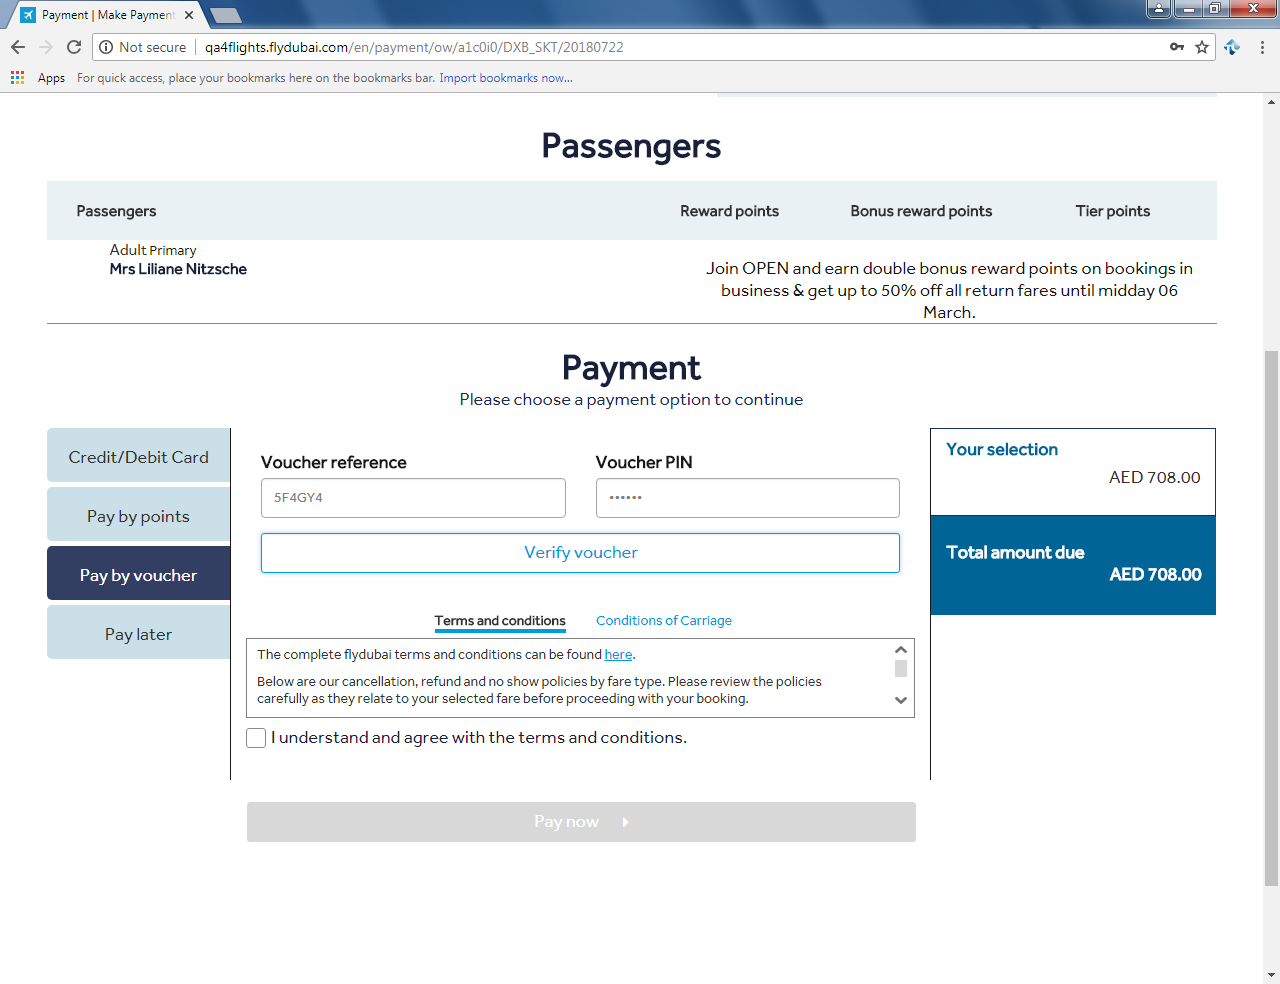 Payment | Make Payment
Not secure | qa4flights.flydubai.com/en/payment/ow/a1c0i0/DXB_SKT/20180722
Apps For quick access, place your bookmarks here on the bookmarks bar. Import bookmarks now...
Passengers
Passengers Reward points Bonus reward points Tier points
Adult Primary
Mrs Liliane Nitzsche
Join OPEN and earn double bonus reward points on bookings in
business & get up to 50% off all return fares until midday 06
March.
Payment
Please choose a payment option to continue
Credit/Debit Card
Pay by points
Pay by voucher
Pay later
Voucher reference Voucher PIN
5F4GY4 ••••••
Verify voucher
Terms and conditions Conditions of Carriage
The complete flydubai terms and conditions can be found here.
Below are our cancellation, refund and no show policies by fare type. Please review the policies
carefully as they relate to your selected fare before proceeding with your booking.
I understand and agree with the terms and conditions.
Pay now
Your selection
AED 708.00
Total amount due
AED 708.00